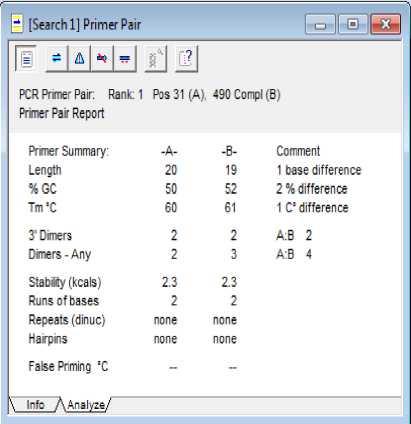 [Search 1] Primer Pair
PCR Primer Pair: Rank: 1 Pos 31 (A), 490 Compl (B)
Primer Pair Report
Primer Summary: -A- -B- Comment
Length 20 19 1 base difference
% GC 50 52 2 % difference
Tm °C 60 61 1 C° difference
3' Dimers 2 2 A:B 2
Dimers - Any 2 3 A:B 4
Stability (kcals) 2.3 2.3
Runs of bases 2 2
Repeats (dinuc) none none
Hairpins none none
False Priming °C -- --
Info Analyze